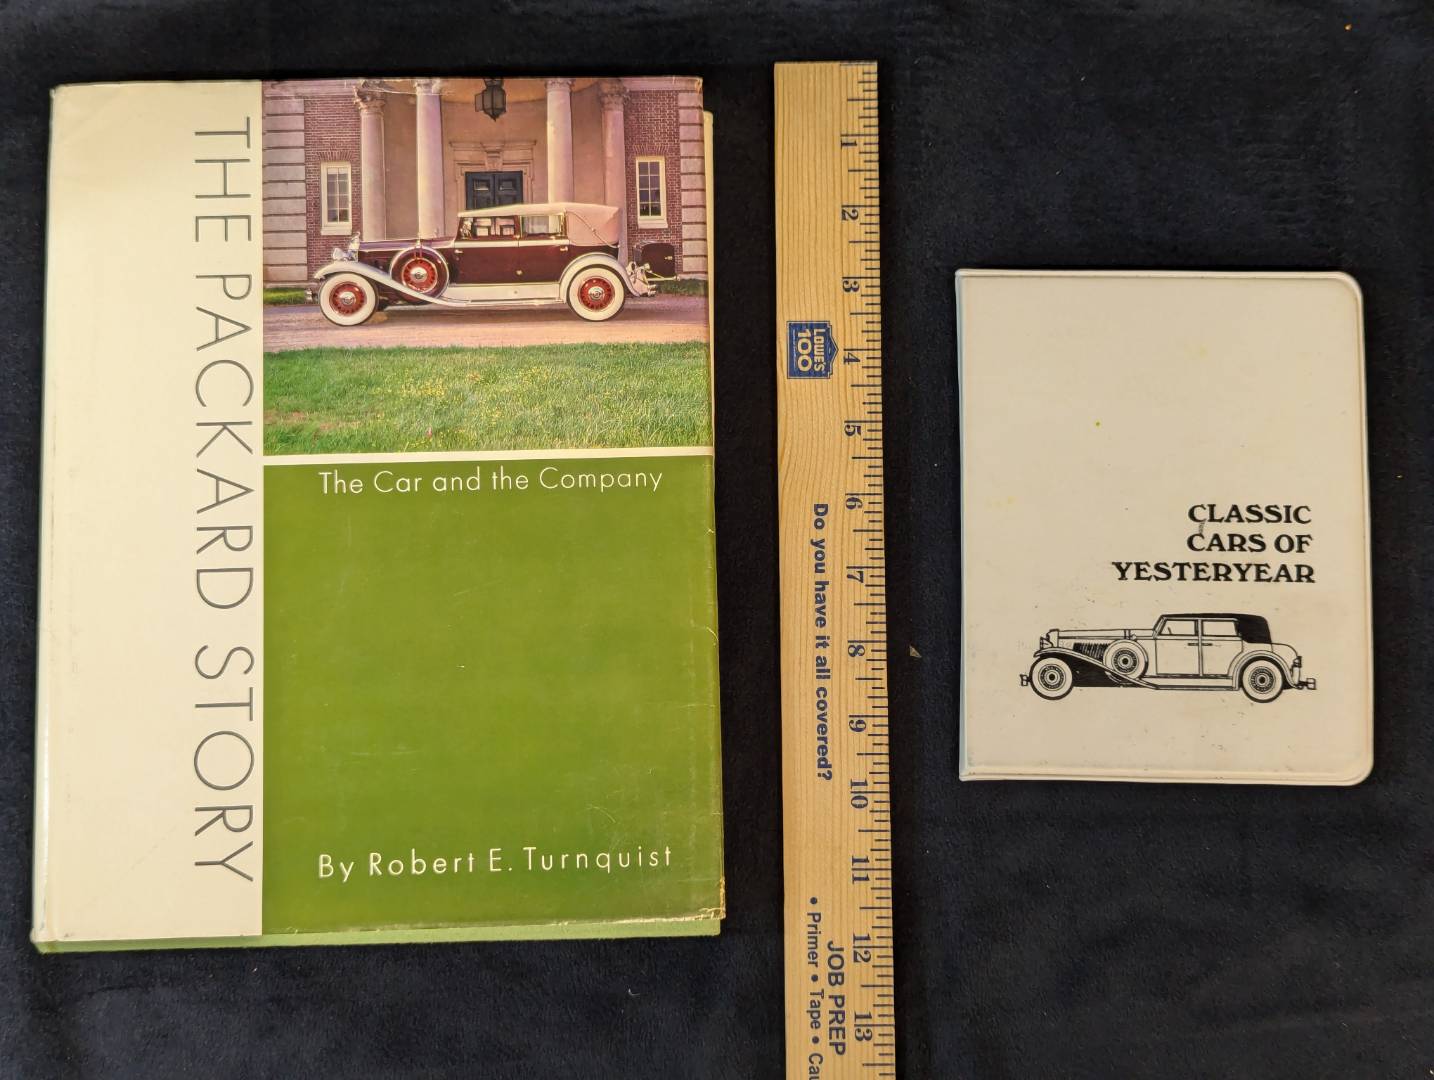 THE PACKARD STORY
The Car and the Company
By Robert E. Turnquist
1
2
3
LOWE'S
100
4
5
6
7
8
9
10
11
12
13
Do you have it all covered?
JOB PREP
• Primer • Tape • Cau
CLASSIC
CARS OF
YESTERYEAR